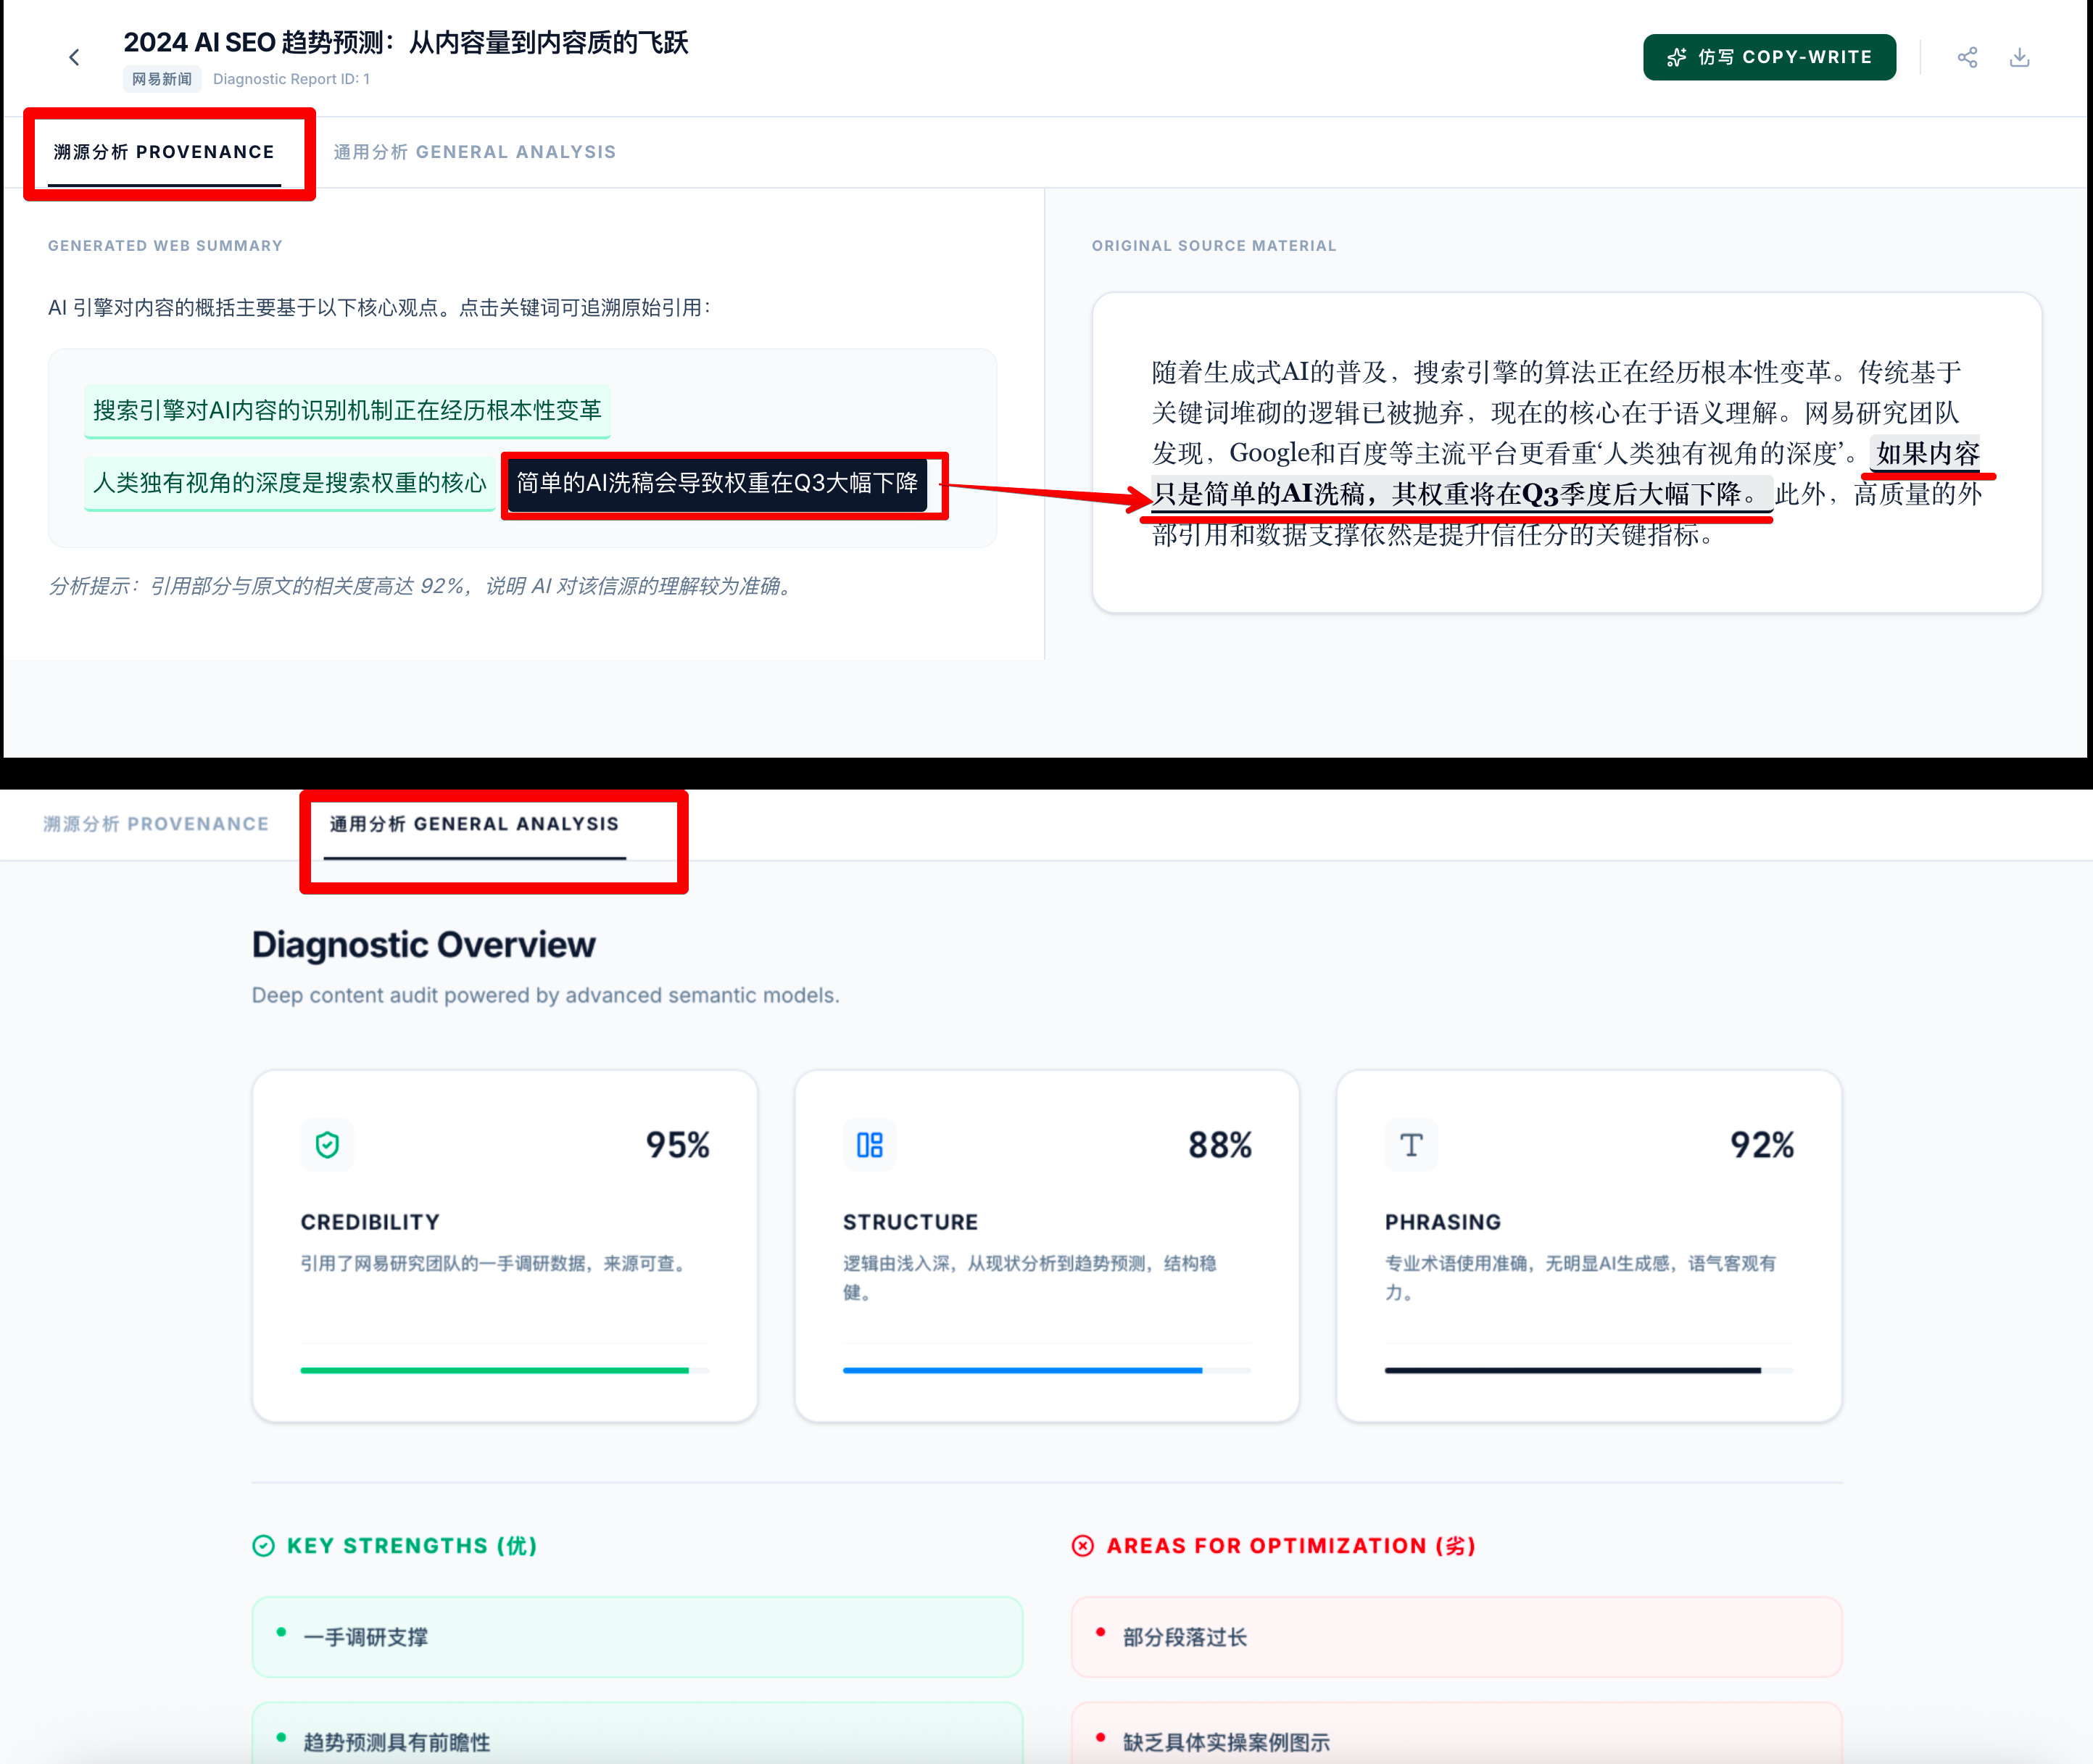 2024 AI SEO 趋势预测：从内容量到内容质的飞跃
网易新闻 Diagnostic Report ID: 1
仿写 COPY-WRITE
溯源分析 PROVENANCE
通用分析 GENERAL ANALYSIS
GENERATED WEB SUMMARY
AI 引擎对内容的概括主要基于以下核心观点。点击关键词可追溯原始引用：
搜索引擎对AI内容的识别机制正在经历根本性变革
人类独有视角的深度是搜索权重的核心
简单的AI洗稿会导致权重在Q3大幅下降
分析提示：引用部分与原文的相关度高达 92%，说明 AI 对该信源的理解较为准确。
ORIGINAL SOURCE MATERIAL
随着生成式AI的普及，搜索引擎的算法正在经历根本性变革。传统基于
关键词堆砌的逻辑已被抛弃，现在的核心在于语义理解。网易研究团队
发现，Google和百度等主流平台更看重‘人类独有视角的深度’。如果内容
只是简单的AI洗稿，其权重将在Q3季度后大幅下降。此外，高质量的外
部引用和数据支撑依然是提升信任分的关键指标。
溯源分析 PROVENANCE
通用分析 GENERAL ANALYSIS
Diagnostic Overview
Deep content audit powered by advanced semantic models.
95%
CREDIBILITY
引用了网易研究团队的一手调研数据，来源可查。
88%
STRUCTURE
逻辑由浅入深，从现状分析到趋势预测，结构稳
健。
92%
PHRASING
专业术语使用准确，无明显AI生成感，语气客观有
力。
KEY STRENGTHS (优)
一手调研支撑
趋势预测具有前瞻性
AREAS FOR OPTIMIZATION (劣)
部分段落过长
缺乏具体实操案例图示